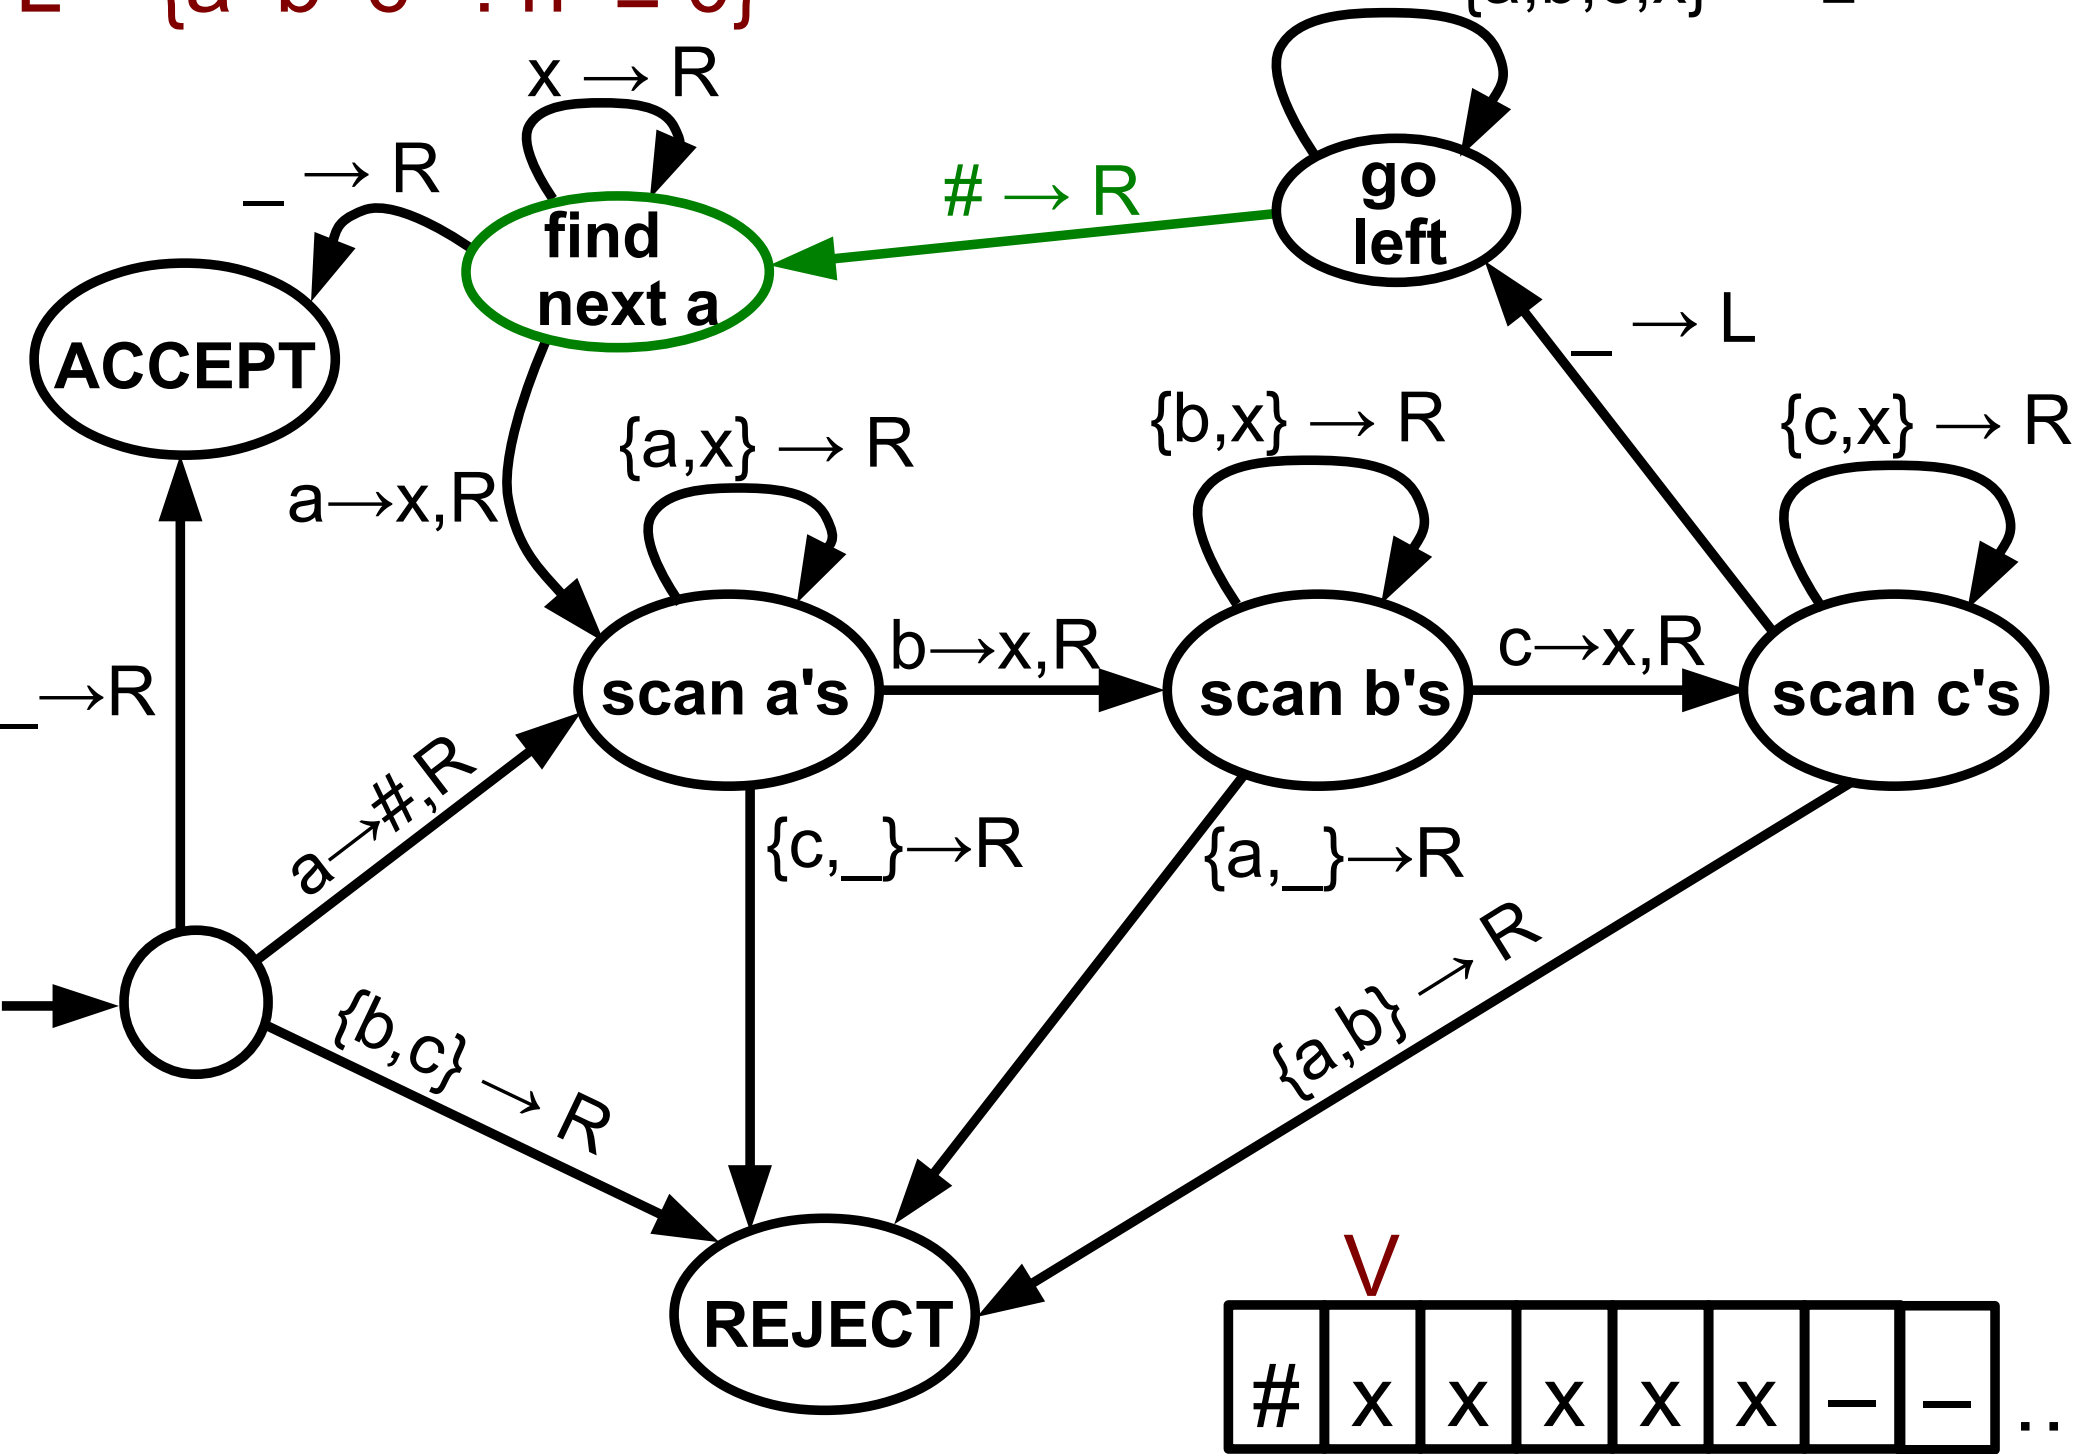 {a,b,c,x} → L
x → R
_ → R
# → R
go
left
find
next a
_ → L
ACCEPT
{a,x} → R
{b,x} → R
{c,x} → R
a→x,R
b→x,R
c→x,R
_→R
scan a's
scan b's
scan c's
a→#,R
{c,_}→R
{a,_}→R
{b,c} → R
{a,b} → R
V
REJECT
# x x x x x _ _ ..